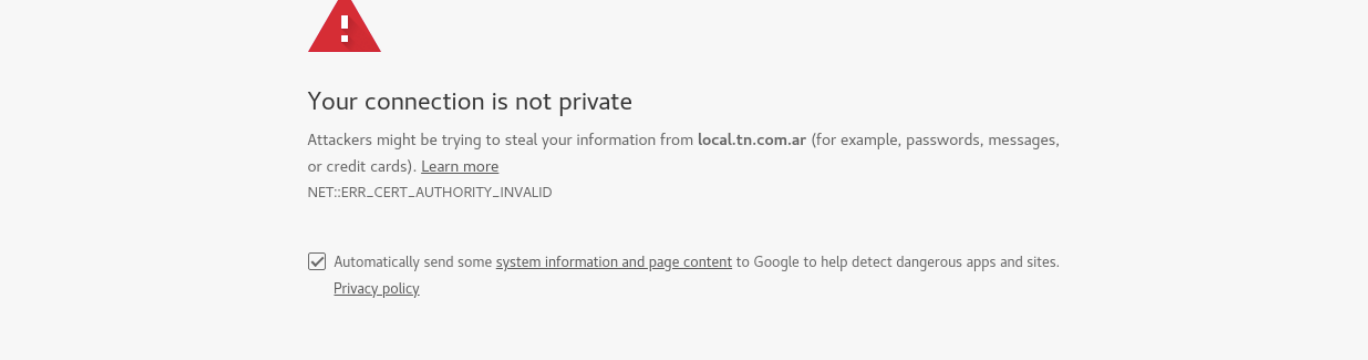 Your connection is not private
Attackers might be trying to steal your information from local.tn.com.ar (for example, passwords, messages,
or credit cards). Learn more
NET::ERR_CERT_AUTHORITY_INVALID
Automatically send some system information and page content to Google to help detect dangerous apps and sites.
Privacy policy